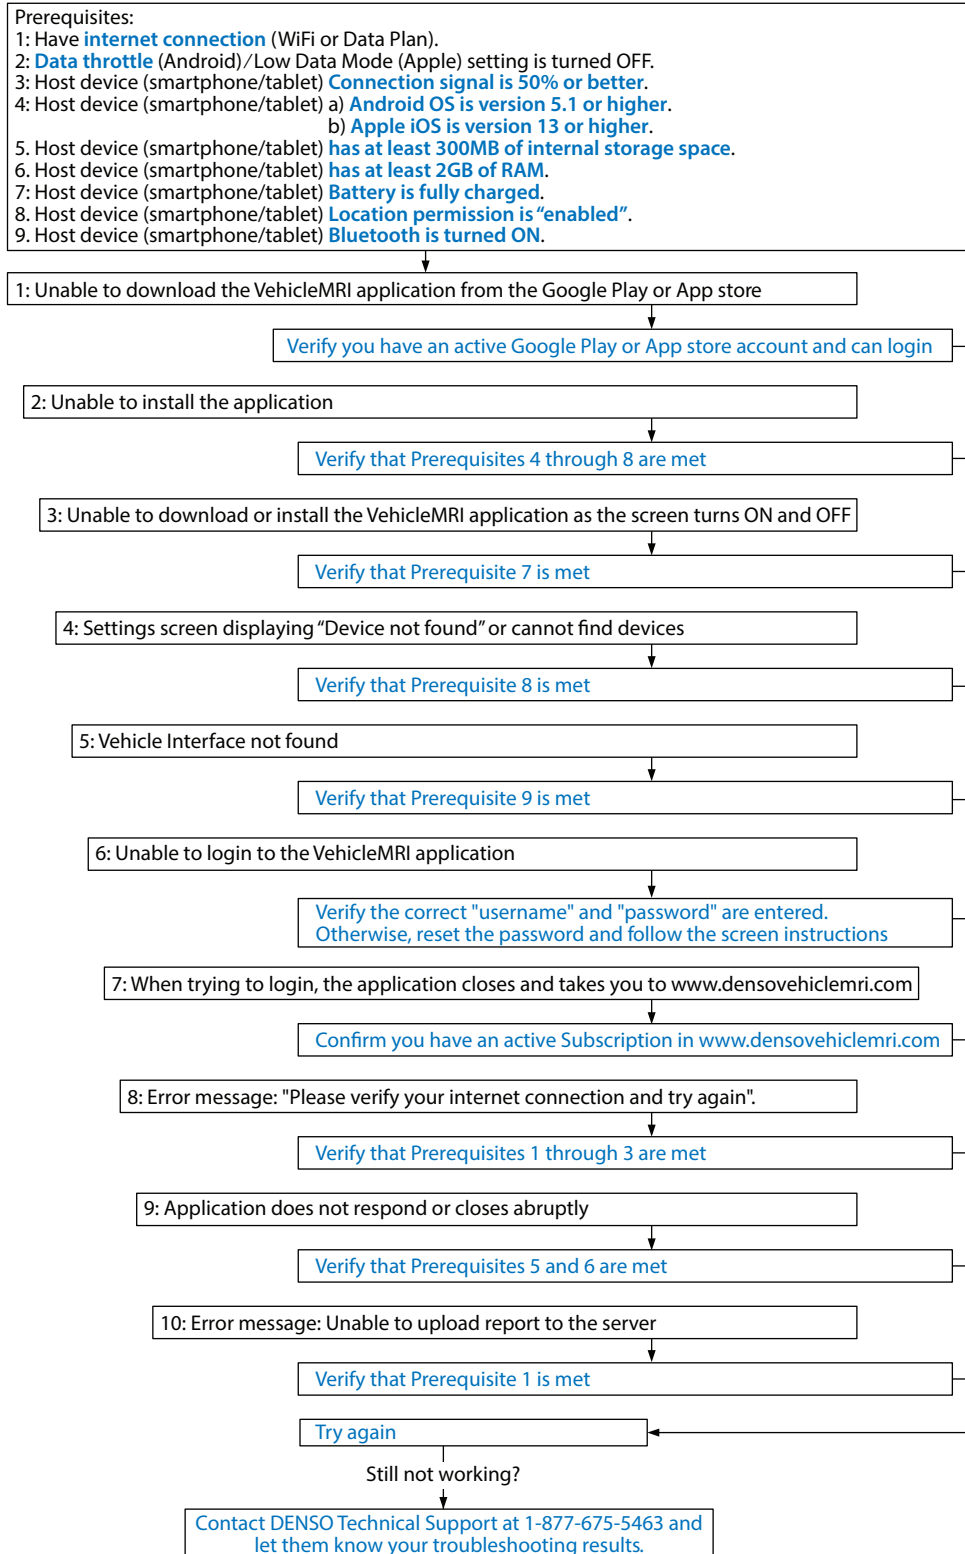 Prerequisites:
1: Have internet connection (WiFi or Data Plan).
2: Data throttle (Android)/Low Data Mode (Apple) setting is turned OFF.
3: Host device (smartphone/tablet) Connection signal is 50% or better.
4: Host device (smartphone/tablet) a) Android OS is version 5.1 or higher.
b) Apple iOS is version 13 or higher.
5. Host device (smartphone/tablet) has at least 300MB of internal storage space.
6. Host device (smartphone/tablet) has at least 2GB of RAM.
7: Host device (smartphone/tablet) Battery is fully charged.
8: Host device (smartphone/tablet) Location permission is “enabled”.
9: Host device (smartphone/tablet) Bluetooth is turned ON.
1: Unable to download the VehicleMRI application from the Google Play or App store
Verify you have an active Google Play or App store account and can login
2: Unable to install the application
Verify that Prerequisites 4 through 8 are met
3: Unable to download or install the VehicleMRI application as the screen turns ON and OFF
Verify that Prerequisite 7 is met
4: Settings screen displaying “Device not found” or cannot find devices
Verify that Prerequisite 8 is met
5: Vehicle Interface not found
Verify that Prerequisite 9 is met
6: Unable to login to the VehicleMRI application
Verify the correct "username" and "password" are entered.
Otherwise, reset the password and follow the screen instructions
7: When trying to login, the application closes and takes you to www.densovehiclemri.com
Confirm you have an active Subscription in www.densovehiclemri.com
8: Error message: "Please verify your internet connection and try again".
Verify that Prerequisites 1 through 3 are met
9: Application does not respond or closes abruptly
Verify that Prerequisites 5 and 6 are met
10: Error message: Unable to upload report to the server
Verify that Prerequisite 1 is met
Try again
Still not working?
Contact DENSO Technical Support at 1-877-675-5463 and
let them know your troubleshooting results.